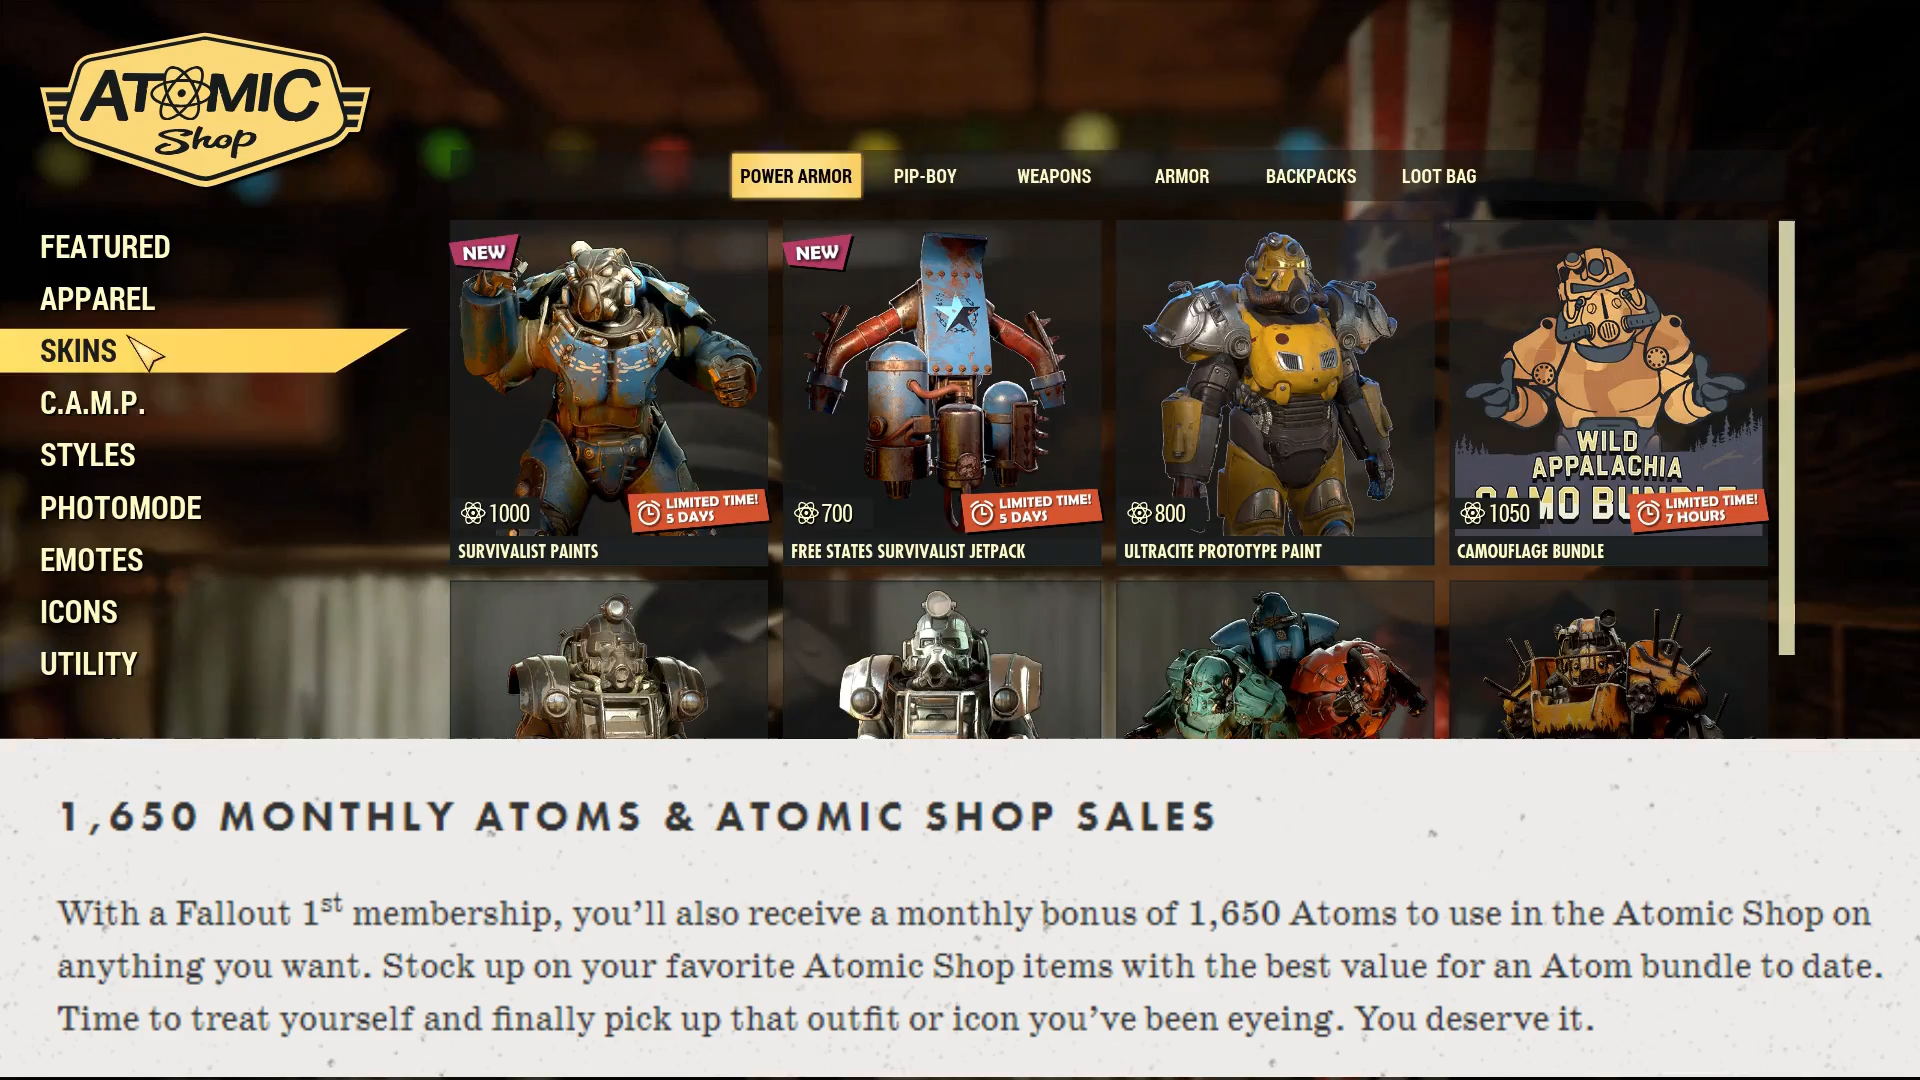 ATOMIC
Shop
POWER ARMOR
PIP-BOY
WEAPONS
ARMOR
BACKPACKS
LOOT BAG
FEATURED
APPAREL
SKINS
C.A.M.P.
STYLES
PHOTOMODE
EMOTES
ICONS
UTILITY
NEW
1000
LIMITED TIME!
5 DAYS
SURVIVALIST PAINTS
NEW
700
LIMITED TIME!
5 DAYS
FREE STATES SURVIVALIST JETPACK
800
ULTRACITE PROTOTYPE PAINT
WILD
APPALACHIA
1050
LIMITED TIME!
7 HOURS
CAMOUFLAGE BUNDLE
1,650 MONTHLY ATOMS & ATOMIC SHOP SALES
With a Fallout 1st membership, you’ll also receive a monthly bonus of 1,650 Atoms to use in the Atomic Shop on
anything you want. Stock up on your favorite Atomic Shop items with the best value for an Atom bundle to date.
Time to treat yourself and finally pick up that outfit or icon you’ve been eyeing. You deserve it.